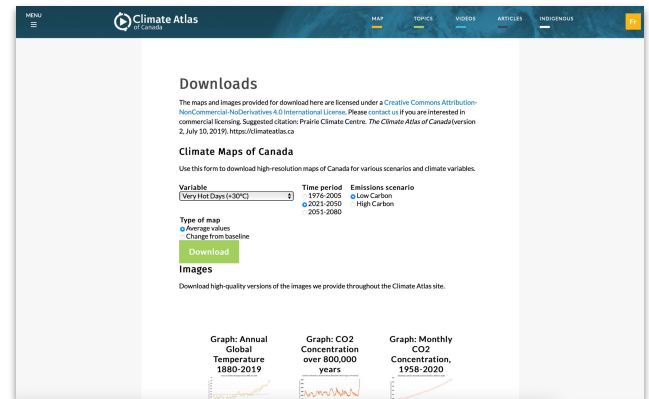 MENU
Climate Atlas
of Canada
MAP
TOPICS
VIDEOS
ARTICLES
INDIGENOUS
Fr
Downloads
The maps and images provided for download here are licensed under a Creative Commons Attribution-
NonCommercial-NoDerivatives 4.0 International License. Please contact us if you are interested in
commercial licensing. Suggested citation: Prairie Climate Centre. The Climate Atlas of Canada (version
2, July 10, 2019). https://climateatlas.ca
Climate Maps of Canada
Use this form to download high-resolution maps of Canada for various scenarios and climate variables.
Variable
Very Hot Days (+30°C)
Time period
1976-2005
2021-2050
2051-2080
Emissions scenario
Low Carbon
High Carbon
Type of map
Average values
Change from baseline
Download
Images
Download high-quality versions of the images we provide throughout the Climate Atlas site.
Graph: Annual
Global
Temperature
1880-2019
Graph: CO2
Concentration
over 800,000
years
Graph: Monthly
CO2
Concentration,
1958-2020